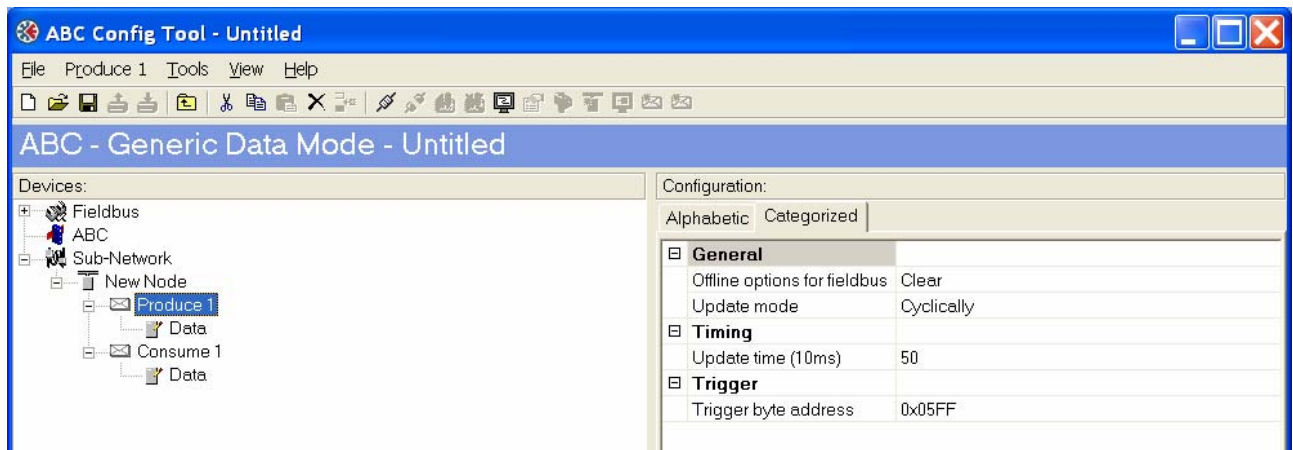 ABC Config Tool - Untitled
File Produce 1 Tools View Help
ABC - Generic Data Mode - Untitled
Devices:
Fieldbus
ABC
Sub-Network
New Node
Produce 1
Data
Consume 1
Data
Configuration:
Alphabetic Categorized
General
Offline options for fieldbus Clear
Update mode Cyclically
Timing
Update time (10ms) 50
Trigger
Trigger byte address 0x05FF